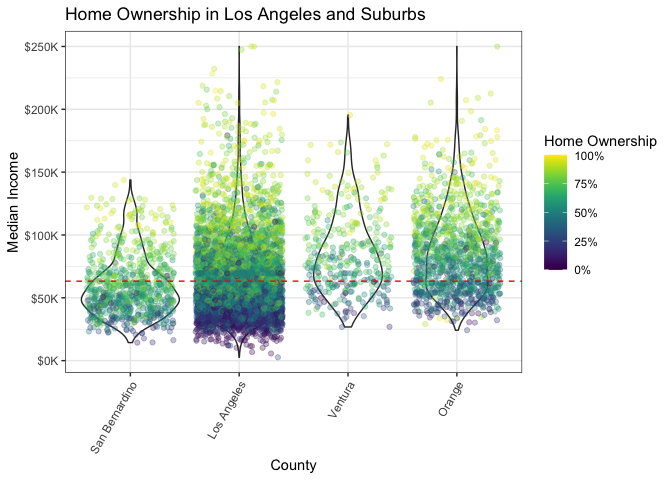 Home Ownership in Los Angeles and Suburbs
$250K
$200K
$150K
$100K
$50K
$0K
Median Income
San Bernardino
Los Angeles
Ventura
Orange
County
Home Ownership
100%
75%
50%
25%
0%